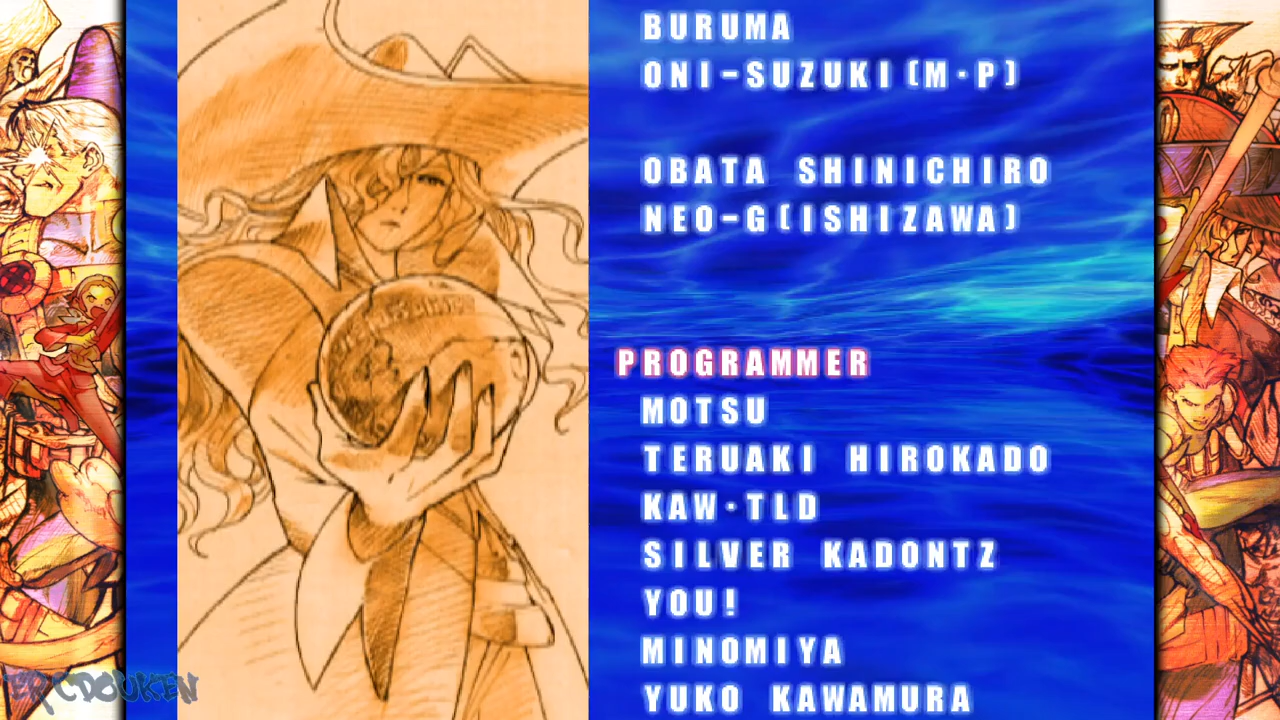 BURUMA
ONI-SUZUKI(M·P)
OBATA SHINICHIRO
NEO-G(ISHIZAWA)
PROGRAMMER
MOTSU
TERUAKI HIROKADO
KAW·TLD
SILVER KADONTZ
YOU!
MINOMIYA
YUKO KAWAMURA